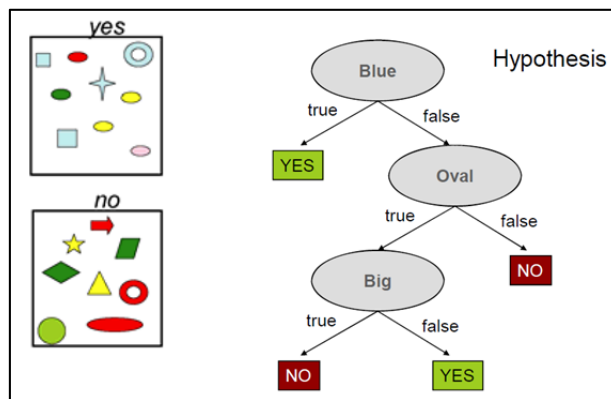 yes
no
Hypothesis
Blue
true
false
YES
Oval
true
false
Big
NO
true
false
NO
YES